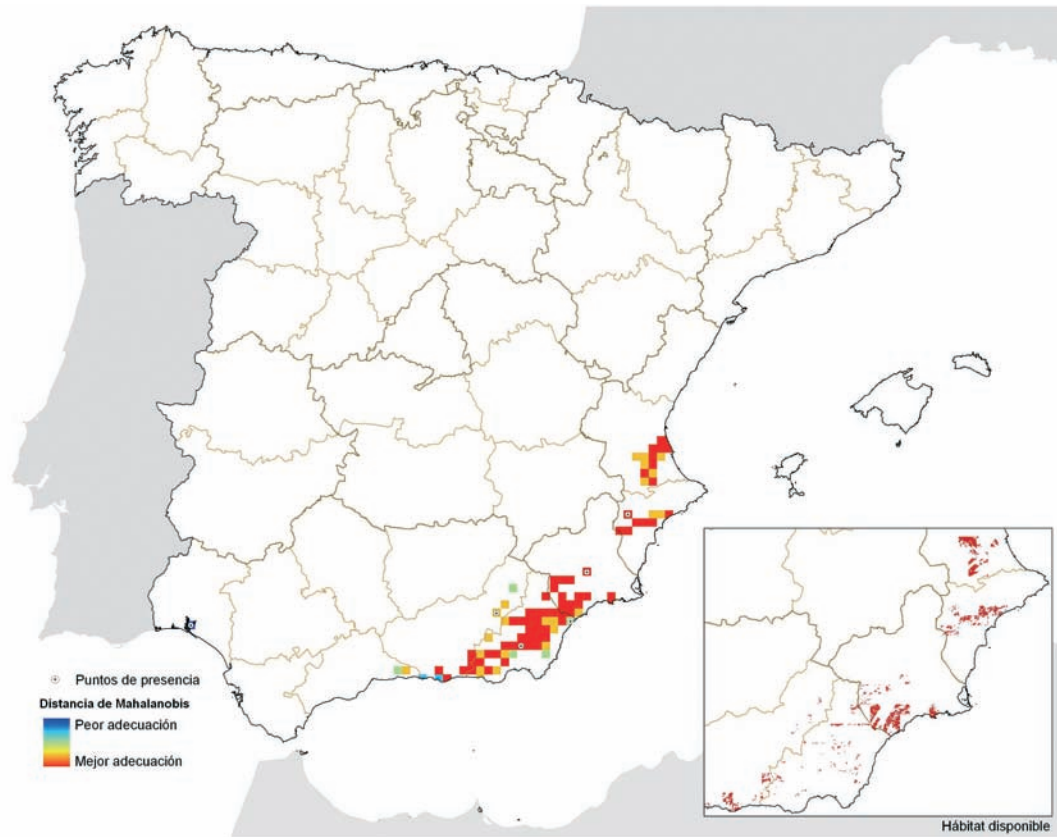 Puntos de presencia
Distancia de Mahalanobis
Peor adecuación
Mejor adecuación
Hábitat disponible